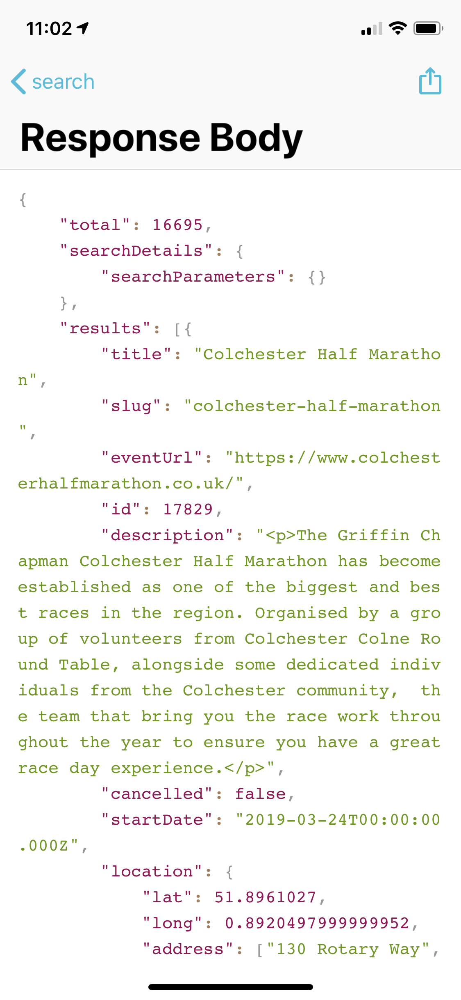 11:02
search
Response Body
{
"total": 16695,
"searchDetails": {
"searchParameters": {}
},
"results": [{
"title": "Colchester Half Maratho
n",
"slug": "colchester-half-marathon
",
"eventUrl": "https://www.colchest
erhalfmarathon.co.uk/",
"id": 17829,
"description": "<p>The Griffin Ch
apman Colchester Half Marathon has become
established as one of the biggest and bes
t races in the region. Organised by a gro
up of volunteers from Colchester Colne Ro
und Table, alongside some dedicated indiv
iduals from the Colchester community,  th
e team that bring you the race work throu
ghout the year to ensure you have a great
race day experience.</p>",
"cancelled": false,
"startDate": "2019-03-24T00:00:00
.000Z",
"location": {
"lat": 51.8961027,
"long": 0.8920497999999952,
"address": ["130 Rotary Way",